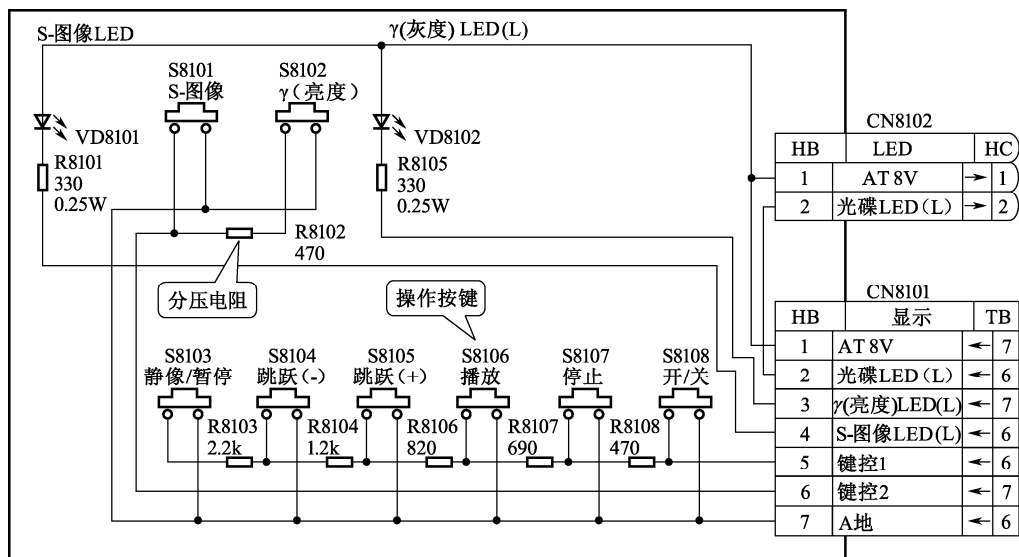 S-图像LED
γ(灰度) LED(L)
S8101
S-图像
S8102
γ(亮度)
VD8101
VD8102
R8101
330
0.25W
R8105
330
0.25W
R8102
470
分压电阻
操作按键
CN8102
HB LED HC
1 AT 8V 1
2 光碟LED(L) 2
CN8101
HB 显示 TB
1 AT 8V 7
2 光碟LED(L) 6
3 γ(亮度)LED(L) 7
4 S-图像LED(L) 6
5 键控1 6
6 键控2 7
7 A地 6
S8103
静像/暂停
S8104
跳跃(-)
S8105
跳跃(+)
S8106
播放
S8107
停止
S8108
开/关
R8103
2.2k
R8104
1.2k
R8106
820
R8107
690
R8108
470